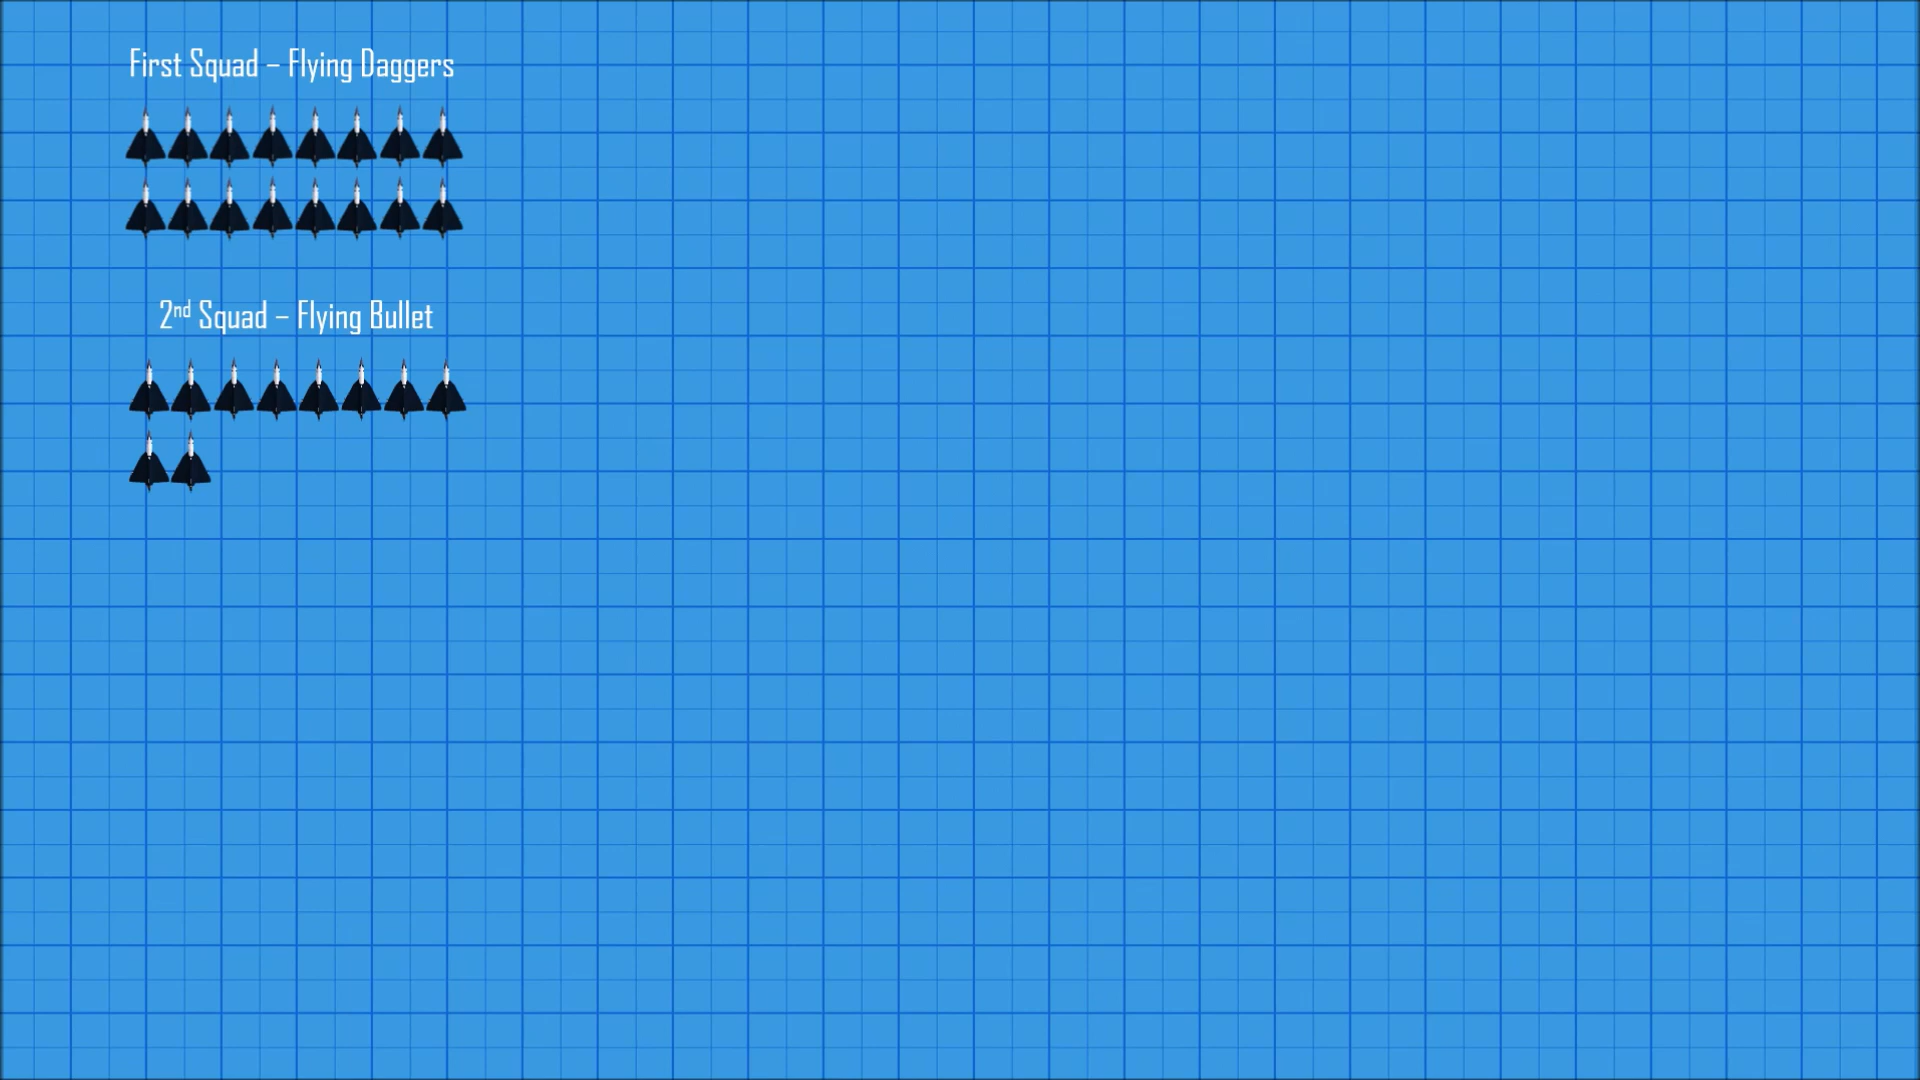 First Squad – Flying Daggers
2nd Squad – Flying Bullet